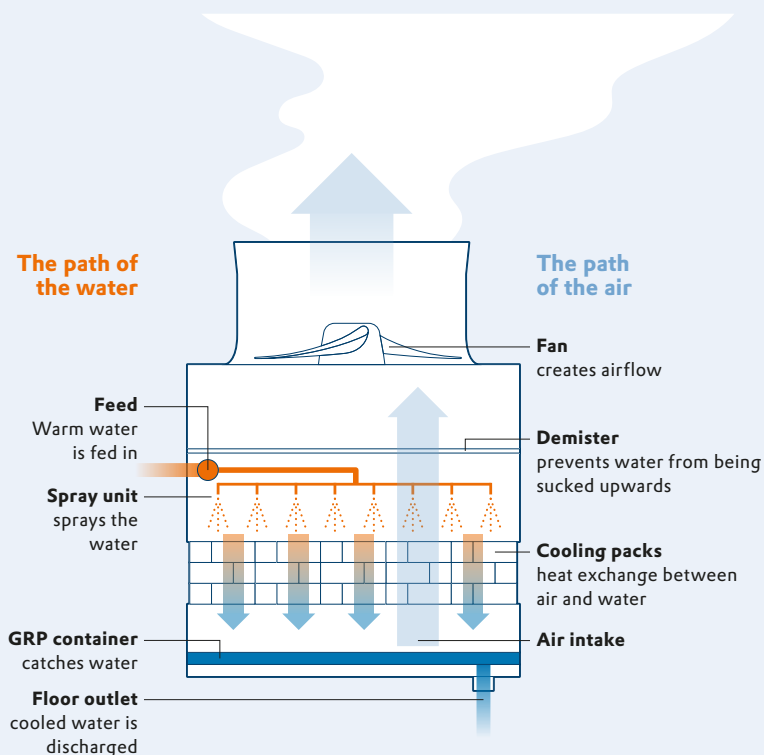 The path of
the water
The path
of the air
Fan
creates airflow
Feed
Warm water
is fed in
Demister
prevents water from being
sucked upwards
Spray unit
sprays the
water
Cooling packs
heat exchange between
air and water
GRP container
catches water
Air intake
Floor outlet
cooled water is
discharged